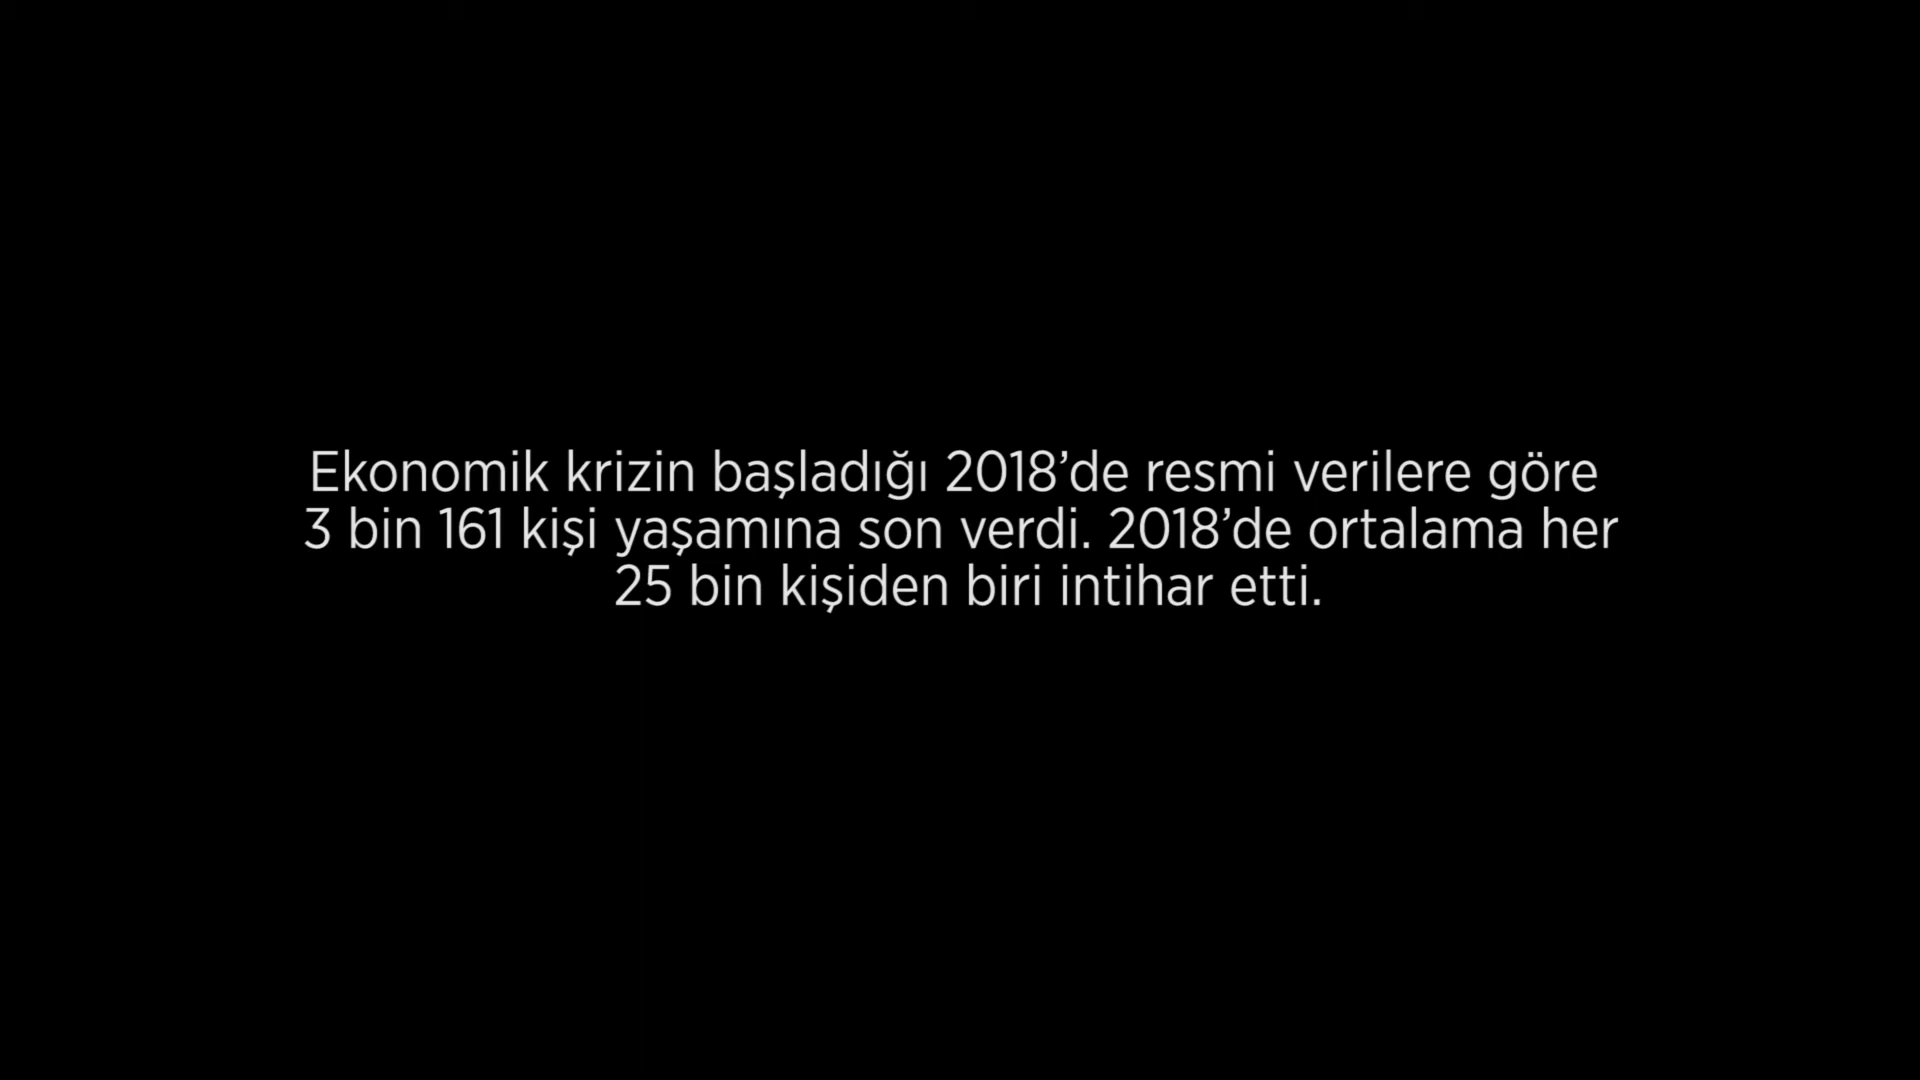 Ekonomik krizin başladığı 2018’de resmi verilere göre
3 bin 161 kişi yaşamına son verdi. 2018’de ortalama her
25 bin kişiden biri intihar etti.